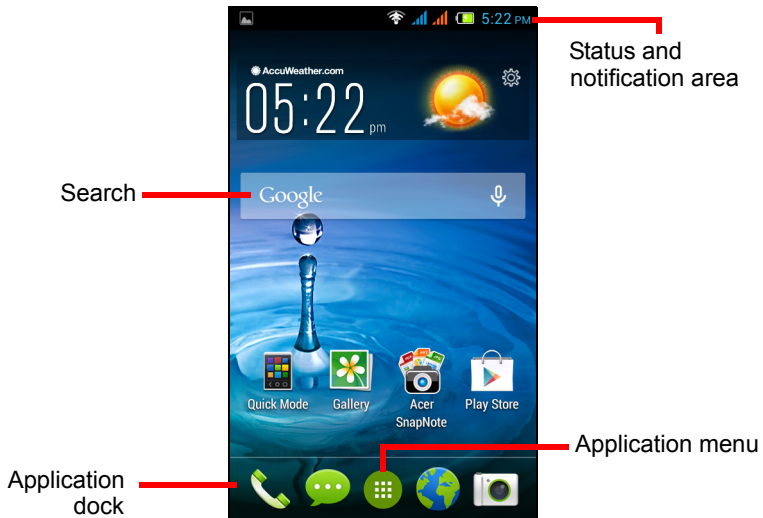 5:22 PM
Status and
notification area
AccuWeather.com
05:22 pm
Search
Google
Quick Mode
Gallery
Acer
SnapNote
Play Store
Application menu
Application
dock